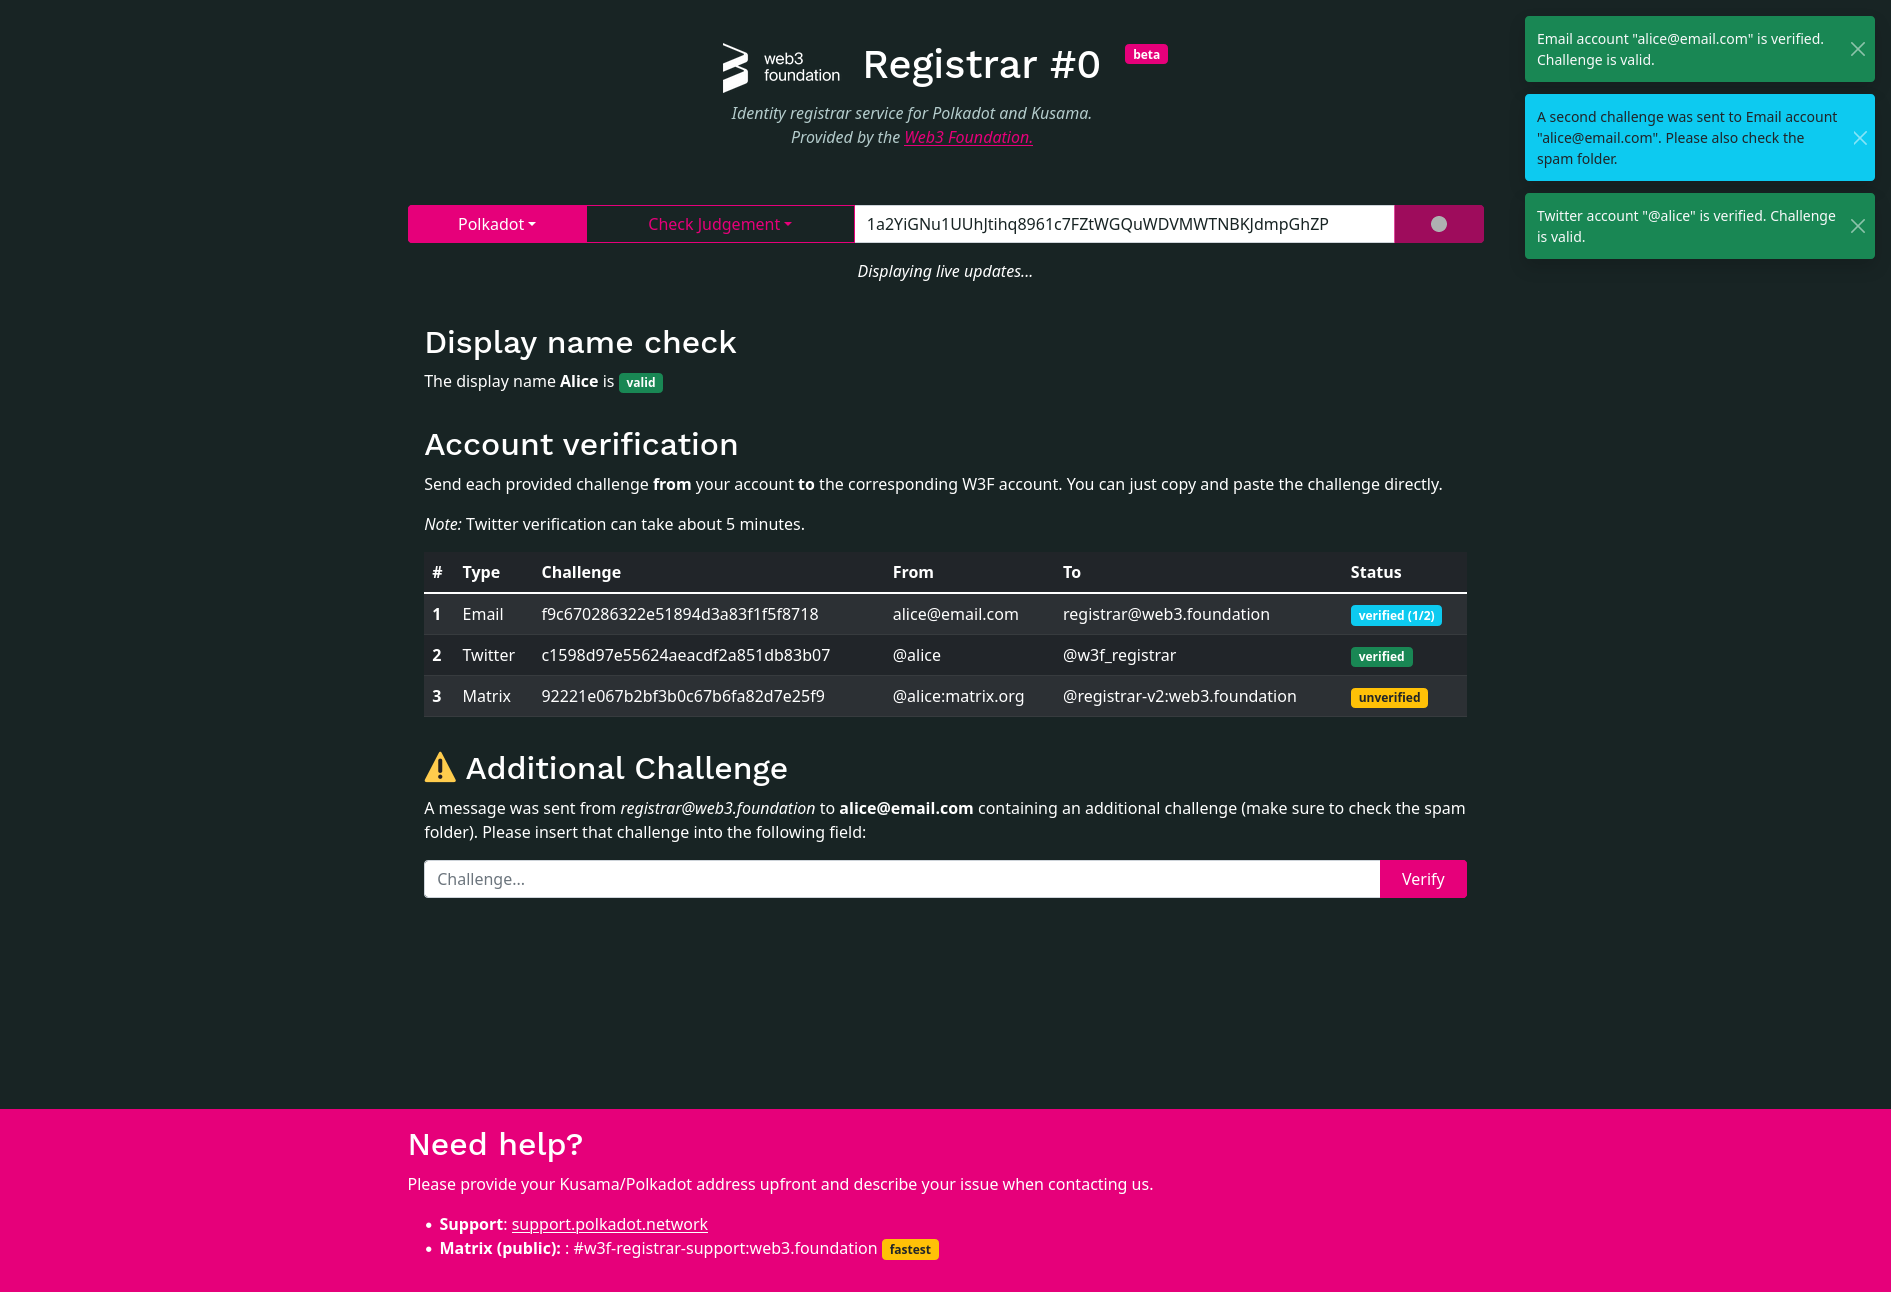 web3
foundation
Registrar #0
beta
Identity registrar service for Polkadot and Kusama.
Provided by the Web3 Foundation.
Email account "alice@email.com" is verified.
Challenge is valid.
A second challenge was sent to Email account
"alice@email.com". Please also check the
spam folder.
Twitter account "@alice" is verified. Challenge
is valid.
Polkadot
Check Judgement
1a2YiGNu1UUhJtihq8961c7FZtWGQuWDVMWTNBKJdmpGhZP
Displaying live updates...
Display name check
The display name Alice is valid
Account verification
Send each provided challenge from your account to the corresponding W3F account. You can just copy and paste the challenge directly.
Note: Twitter verification can take about 5 minutes.
# Type Challenge From To Status
1 Email f9c670286322e51894d3a83f1f5f8718 alice@email.com registrar@web3.foundation verified (1/2)
2 Twitter c1598d97e55624aeacdf2a851db83b07 @alice @w3f_registrar verified
3 Matrix 92221e067b2bf3b0c67b6fa82d7e25f9 @alice:matrix.org @registrar-v2:web3.foundation unverified
Additional Challenge
A message was sent from registrar@web3.foundation to alice@email.com containing an additional challenge (make sure to check the spam
folder). Please insert that challenge into the following field:
Challenge...
Verify
Need help?
Please provide your Kusama/Polkadot address upfront and describe your issue when contacting us.
• Support: support.polkadot.network
• Matrix (public): : #w3f-registrar-support:web3.foundation fastest